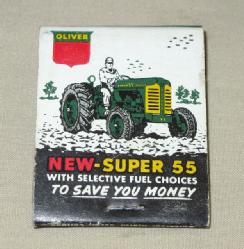 OLIVER
NEW-SUPER 55
WITH SELECTIVE FUEL CHOICES
TO SAVE YOU MONEY